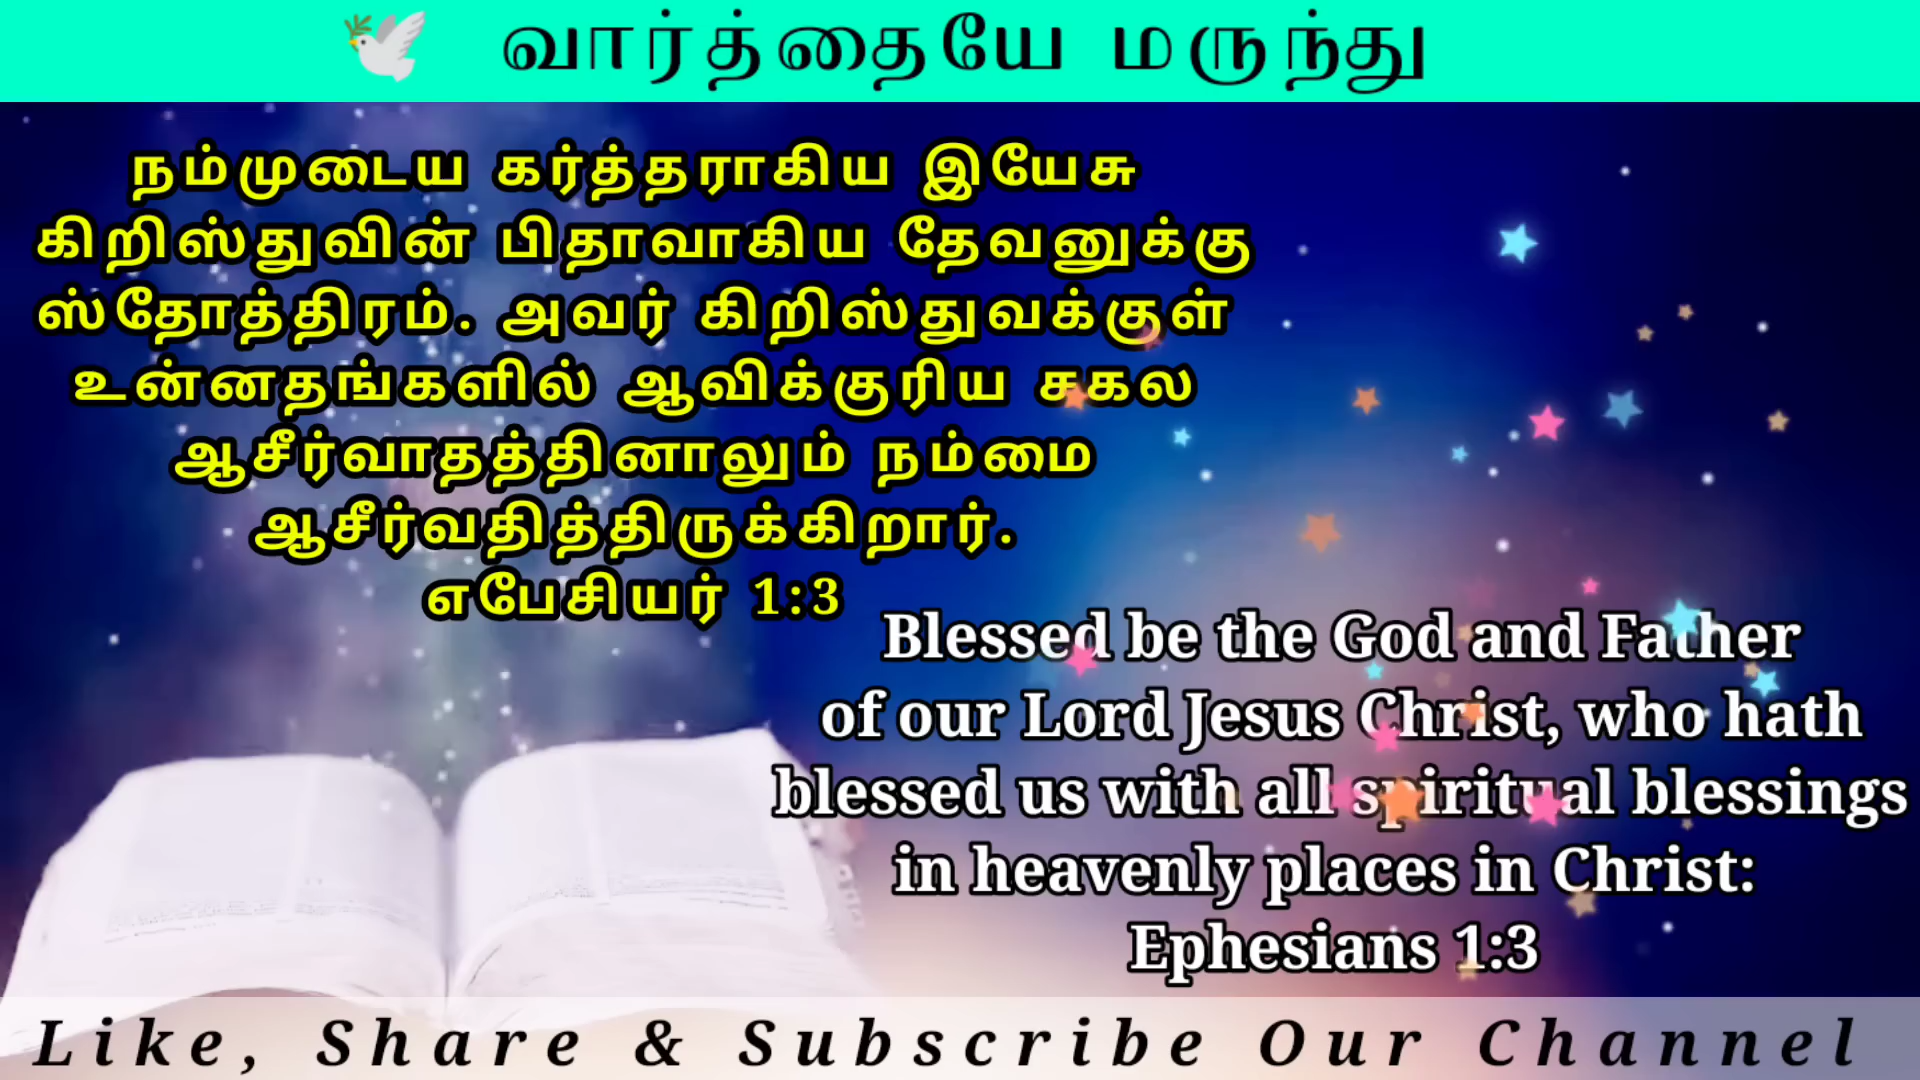 🕊 வார்த்தையே மருந்து
நம்முடைய கர்த்தராகிய இயேசு
கிறிஸ்துவின் பிதாவாகிய தேவனுக்கு
ஸ்தோத்திரம். அவர் கிறிஸ்துவக்குள்
உன்னதங்களில் ஆவிக்குரிய சகல
ஆசீர்வாதத்தினாலும் நம்மை
ஆசீர்வதித்திருக்கிறார்.
எபேசியர் 1:3
Blessed be the God and Father
of our Lord Jesus Christ, who hath
blessed us with all spiritual blessings
in heavenly places in Christ:
Ephesians 1:3
Like, Share & Subscribe Our Channel